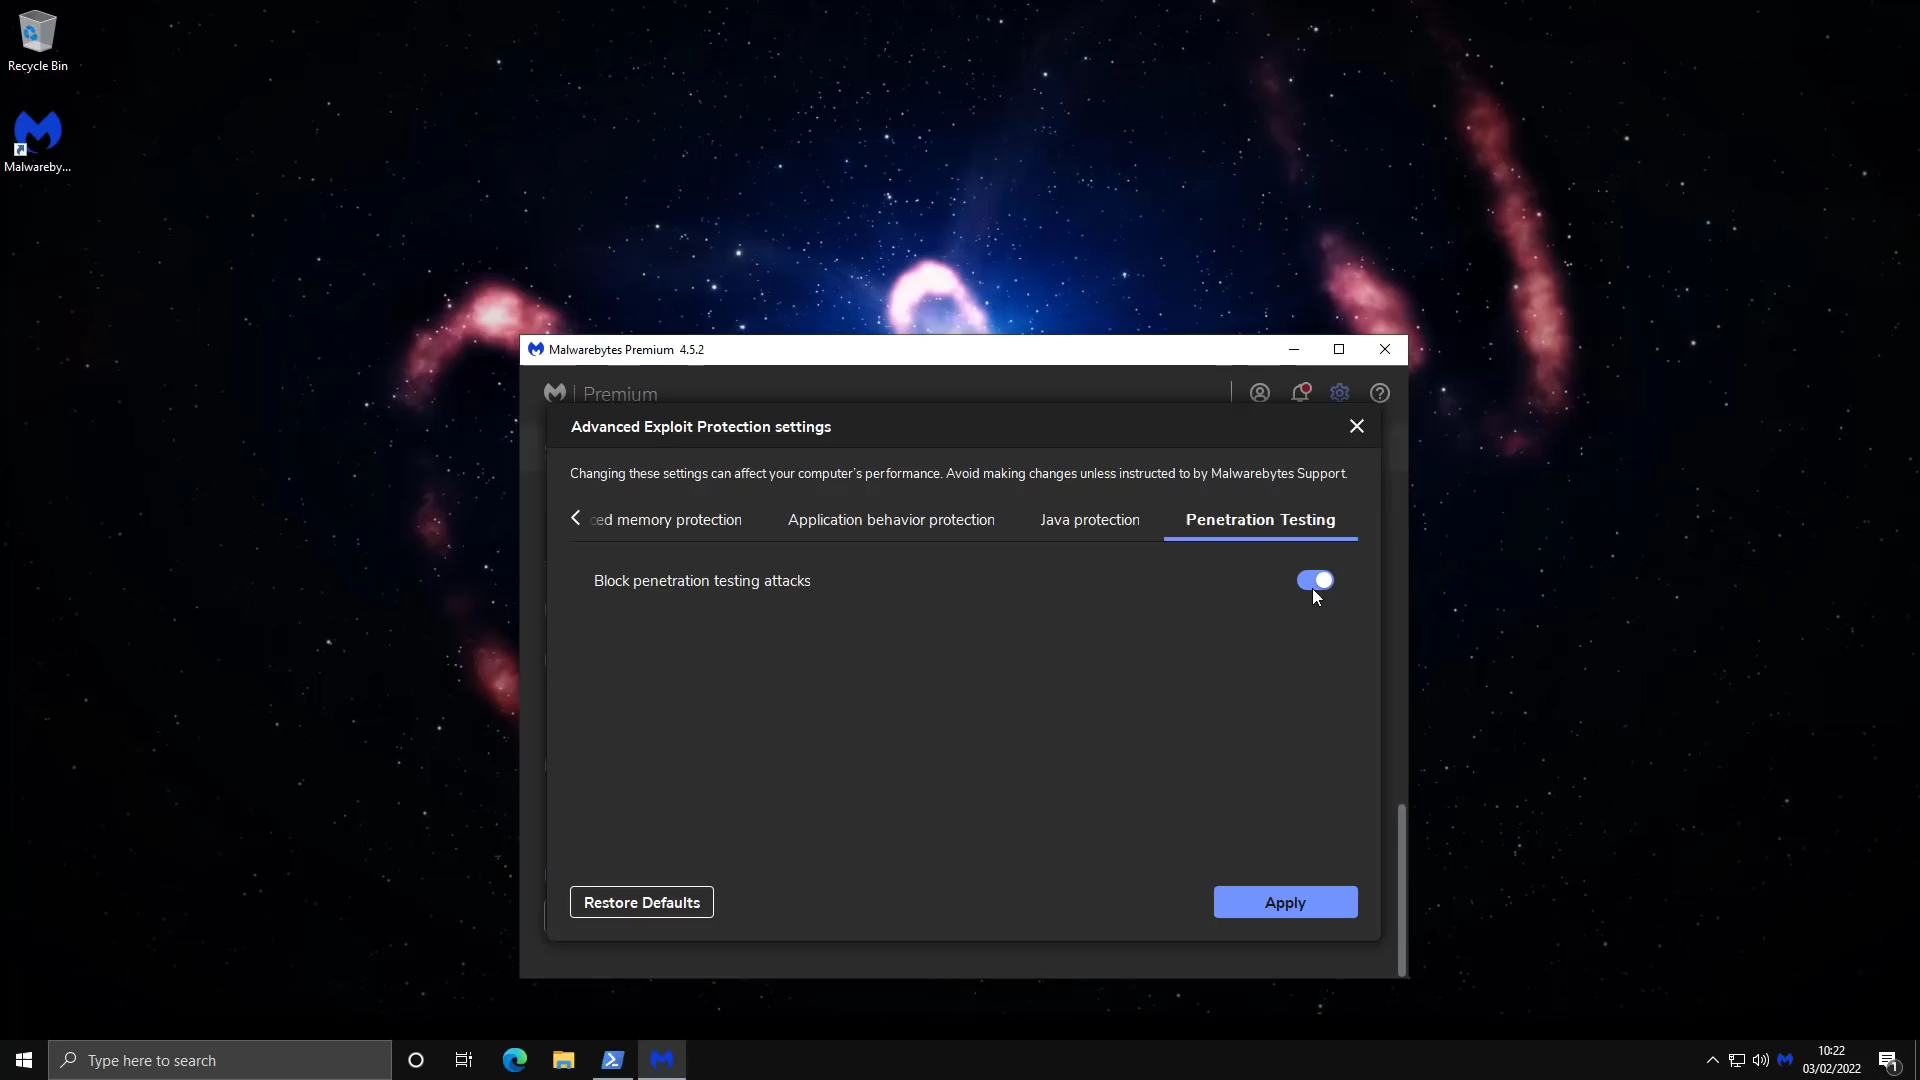 Recycle Bin
Malwareby...
Malwarebytes Premium 4.5.2
Premium
Advanced Exploit Protection settings
Changing these settings can affect your computer's performance. Avoid making changes unless instructed to by Malwarebytes Support.
ced memory protection
Application behavior protection
Java protection
Penetration Testing
Block penetration testing attacks
Restore Defaults
Apply
Type here to search
10:22
03/02/2022
1